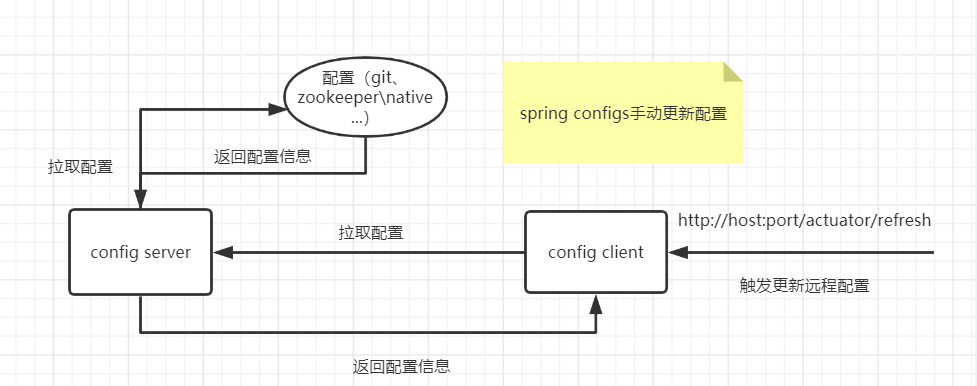 配置（git、
zookeeper\native
...）
spring configs手动更新配置
返回配置信息
拉取配置
http://host:port/actuator/refresh
拉取配置
config server
config client
触发更新远程配置
返回配置信息